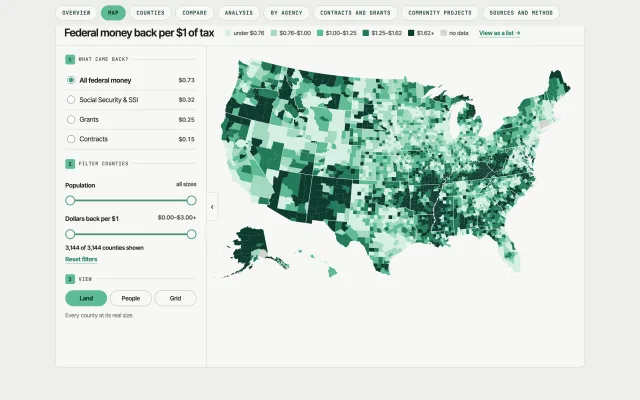 OVERVIEW MAP COUNTIES COMPARE ANALYSIS BY AGENCY CONTRACTS AND GRANTS COMMUNITY PROJECTS SOURCES AND METHOD
Federal money back per $1 of tax
under $0.76 $0.76–$1.00 $1.00–$1.25 $1.25–$1.62 $1.62+ no data View as a list →
1 WHAT CAME BACK?
All federal money $0.73
Social Security & SSI $0.32
Grants $0.25
Contracts $0.15
2 FILTER COUNTIES
Population all sizes
Dollars back per $1 $0.00–$3.00+
3,144 of 3,144 counties shown
Reset filters
3 VIEW
Land People Grid
Every county at its real size.